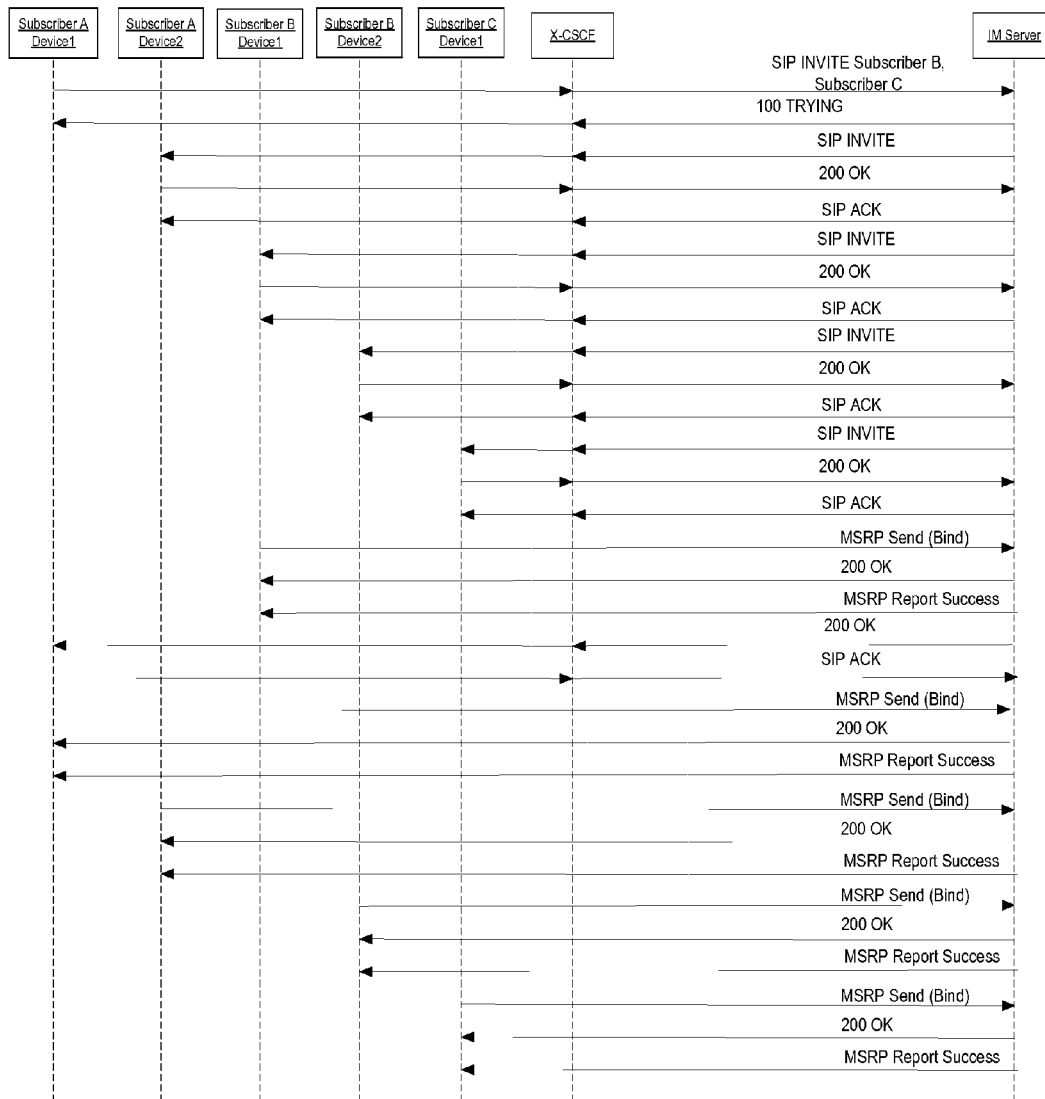 Subscriber A
Device1
Subscriber A
Device2
Subscriber B
Device1
Subscriber B
Device2
Subscriber C
Device1
X-CSCF
IM Server
SIP INVITE Subscriber B,
Subscriber C
100 TRYING
SIP INVITE
200 OK
SIP ACK
SIP INVITE
200 OK
SIP ACK
SIP INVITE
200 OK
SIP ACK
SIP INVITE
200 OK
SIP ACK
MSRP Send (Bind)
200 OK
MSRP Report Success
200 OK
SIP ACK
MSRP Send (Bind)
200 OK
MSRP Report Success
MSRP Send (Bind)
200 OK
MSRP Report Success
MSRP Send (Bind)
200 OK
MSRP Report Success
MSRP Send (Bind)
200 OK
MSRP Report Success